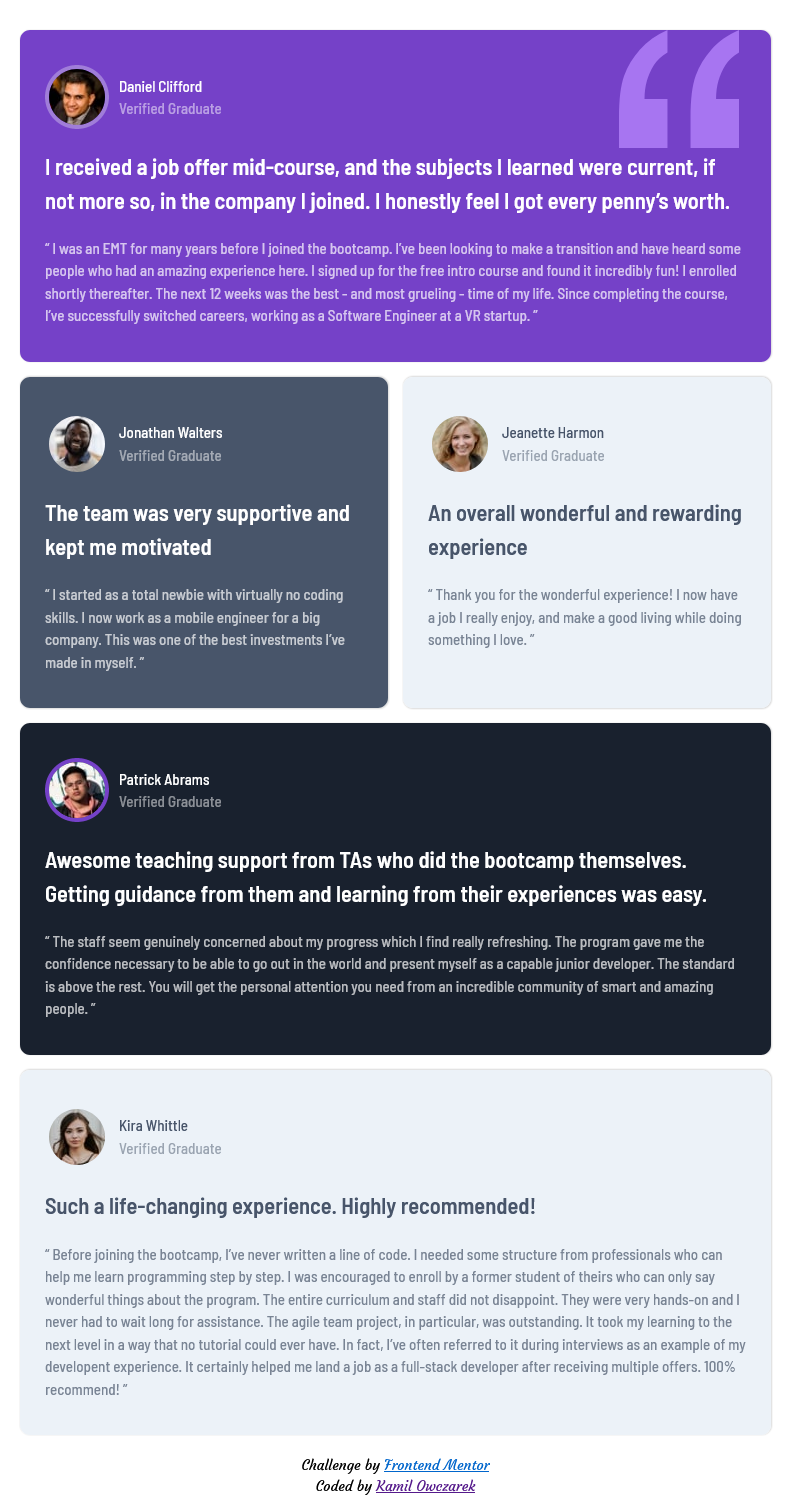 Daniel Clifford
Verified Graduate
I received a job offer mid-course, and the subjects I learned were current, if
not more so, in the company I joined. I honestly feel I got every penny’s worth.
“ I was an EMT for many years before I joined the bootcamp. I’ve been looking to make a transition and have heard some
people who had an amazing experience here. I signed up for the free intro course and found it incredibly fun! I enrolled
shortly thereafter. The next 12 weeks was the best - and most grueling - time of my life. Since completing the course,
I’ve successfully switched careers, working as a Software Engineer at a VR startup. ”
Jonathan Walters
Verified Graduate
The team was very supportive and
kept me motivated
“ I started as a total newbie with virtually no coding
skills. I now work as a mobile engineer for a big
company. This was one of the best investments I’ve
made in myself. ”
Jeanette Harmon
Verified Graduate
An overall wonderful and rewarding
experience
“ Thank you for the wonderful experience! I now have
a job I really enjoy, and make a good living while doing
something I love. ”
Patrick Abrams
Verified Graduate
Awesome teaching support from TAs who did the bootcamp themselves.
Getting guidance from them and learning from their experiences was easy.
“ The staff seem genuinely concerned about my progress which I find really refreshing. The program gave me the
confidence necessary to be able to go out in the world and present myself as a capable junior developer. The standard
is above the rest. You will get the personal attention you need from an incredible community of smart and amazing
people. ”
Kira Whittle
Verified Graduate
Such a life-changing experience. Highly recommended!
“ Before joining the bootcamp, I’ve never written a line of code. I needed some structure from professionals who can
help me learn programming step by step. I was encouraged to enroll by a former student of theirs who can only say
wonderful things about the program. The entire curriculum and staff did not disappoint. They were very hands-on and I
never had to wait long for assistance. The agile team project, in particular, was outstanding. It took my learning to the
next level in a way that no tutorial could ever have. In fact, I’ve often referred to it during interviews as an example of my
developent experience. It certainly helped me land a job as a full-stack developer after receiving multiple offers. 100%
recommend! ”
Challenge by Frontend Mentor
Coded by Kamil Owczarek